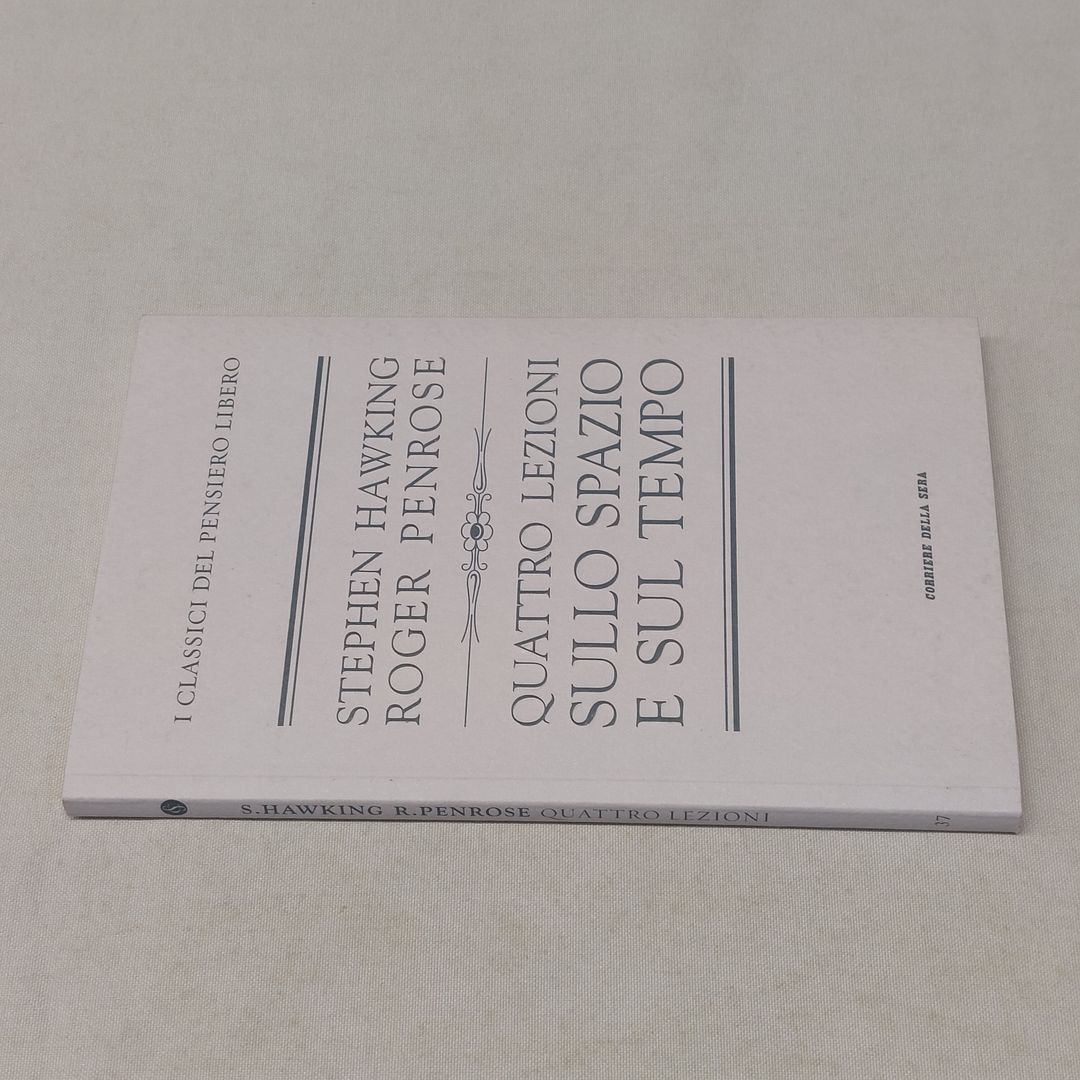 I CLASSICI DEL PENSIERO LIBERO
STEPHEN HAWKING
ROGER PENROSE
QUATTRO LEZIONI
SULLO SPAZIO
E SUL TEMPO
CORRIERE DELLA SERA
S.HAWKING R.PENROSE QUATTRO LEZIONI
37